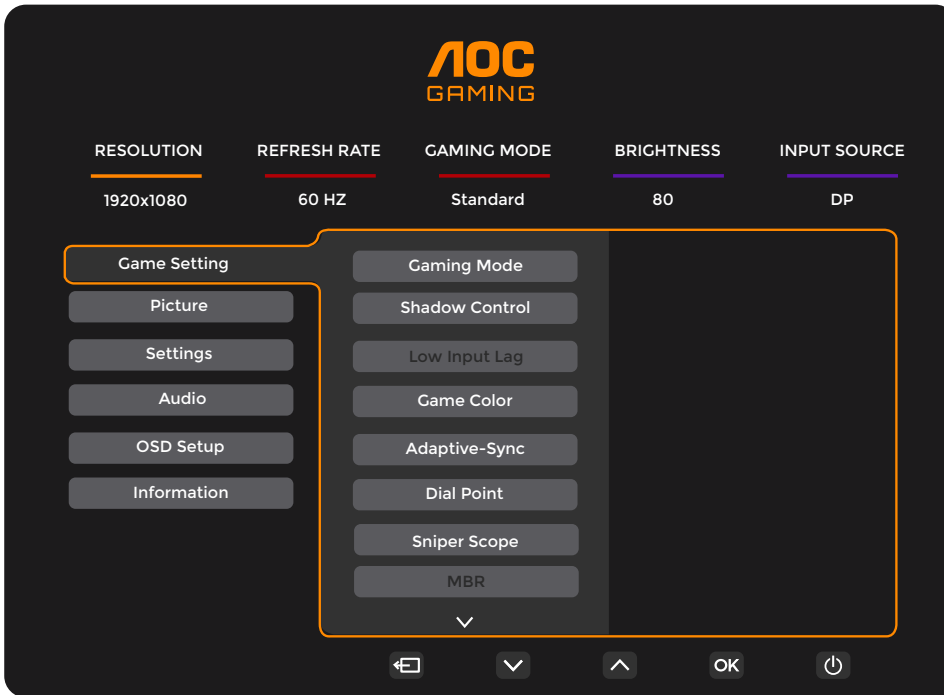 AOC
GAMING
RESOLUTION REFRESH RATE GAMING MODE BRIGHTNESS INPUT SOURCE
1920x1080 60 HZ Standard 80 DP
Game Setting
Picture
Settings
Audio
OSD Setup
Information
Gaming Mode
Shadow Control
Low Input Lag
Game Color
Adaptive-Sync
Dial Point
Sniper Scope
MBR
OK